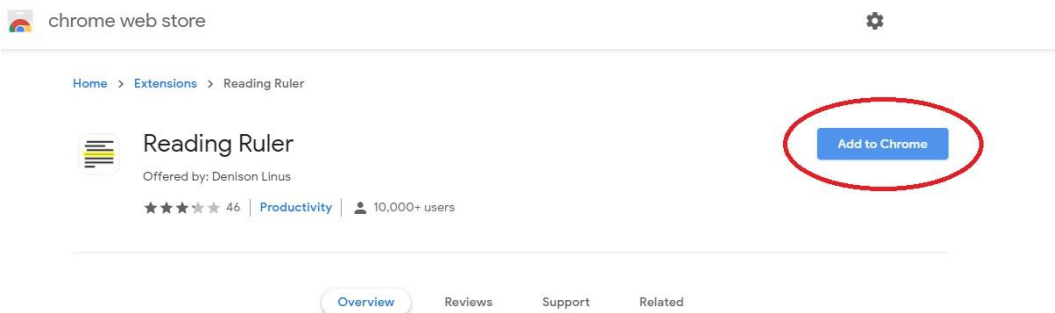 chrome web store
Home > Extensions > Reading Ruler
Reading Ruler
Add to Chrome
Offered by: Denison Linus
46 | Productivity | 10,000+ users
Overview Reviews Support Related